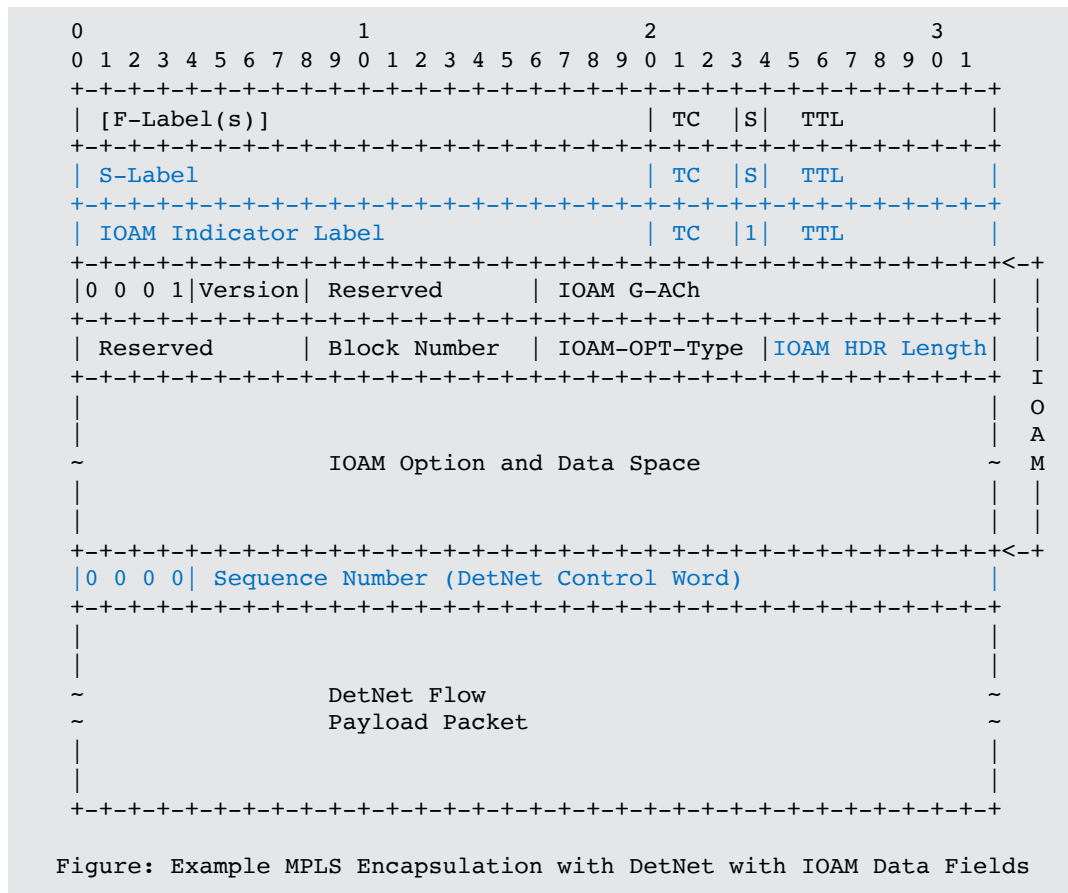 0                   1                   2                   3
0 1 2 3 4 5 6 7 8 9 0 1 2 3 4 5 6 7 8 9 0 1 2 3 4 5 6 7 8 9 0 1
+-+-+-+-+-+-+-+-+-+-+-+-+-+-+-+-+-+-+-+-+-+-+-+-+-+-+-+-+-+-+-+-+
| [F-Label(s)]                          | TC  |S|   TTL         |
+-+-+-+-+-+-+-+-+-+-+-+-+-+-+-+-+-+-+-+-+-+-+-+-+-+-+-+-+-+-+-+-+
| S-Label                               | TC  |S|   TTL         |
+-+-+-+-+-+-+-+-+-+-+-+-+-+-+-+-+-+-+-+-+-+-+-+-+-+-+-+-+-+-+-+-+
| IOAM Indicator Label                  | TC  |1|   TTL         |
+-+-+-+-+-+-+-+-+-+-+-+-+-+-+-+-+-+-+-+-+-+-+-+-+-+-+-+-+-+-+-+-+<-+
|0 0 0 1|Version| Reserved      | IOAM G-ACh                    |  |
+-+-+-+-+-+-+-+-+-+-+-+-+-+-+-+-+-+-+-+-+-+-+-+-+-+-+-+-+-+-+-+-+  |
| Reserved      | Block Number  | IOAM-OPT-Type |IOAM HDR Length|  |
+-+-+-+-+-+-+-+-+-+-+-+-+-+-+-+-+-+-+-+-+-+-+-+-+-+-+-+-+-+-+-+-+  I
|                                                               |  O
|                                                               |  A
~                 IOAM Option and Data Space                    ~  M
|                                                               |  |
|                                                               |  |
+-+-+-+-+-+-+-+-+-+-+-+-+-+-+-+-+-+-+-+-+-+-+-+-+-+-+-+-+-+-+-+-+<-+
|0 0 0 0| Sequence Number (DetNet Control Word)                 |
+-+-+-+-+-+-+-+-+-+-+-+-+-+-+-+-+-+-+-+-+-+-+-+-+-+-+-+-+-+-+-+-+
|                                                               |
|                                                               |
~                 DetNet Flow                                   ~
~                 Payload Packet                                ~
|                                                               |
|                                                               |
+-+-+-+-+-+-+-+-+-+-+-+-+-+-+-+-+-+-+-+-+-+-+-+-+-+-+-+-+-+-+-+-+
Figure: Example MPLS Encapsulation with DetNet with IOAM Data Fields